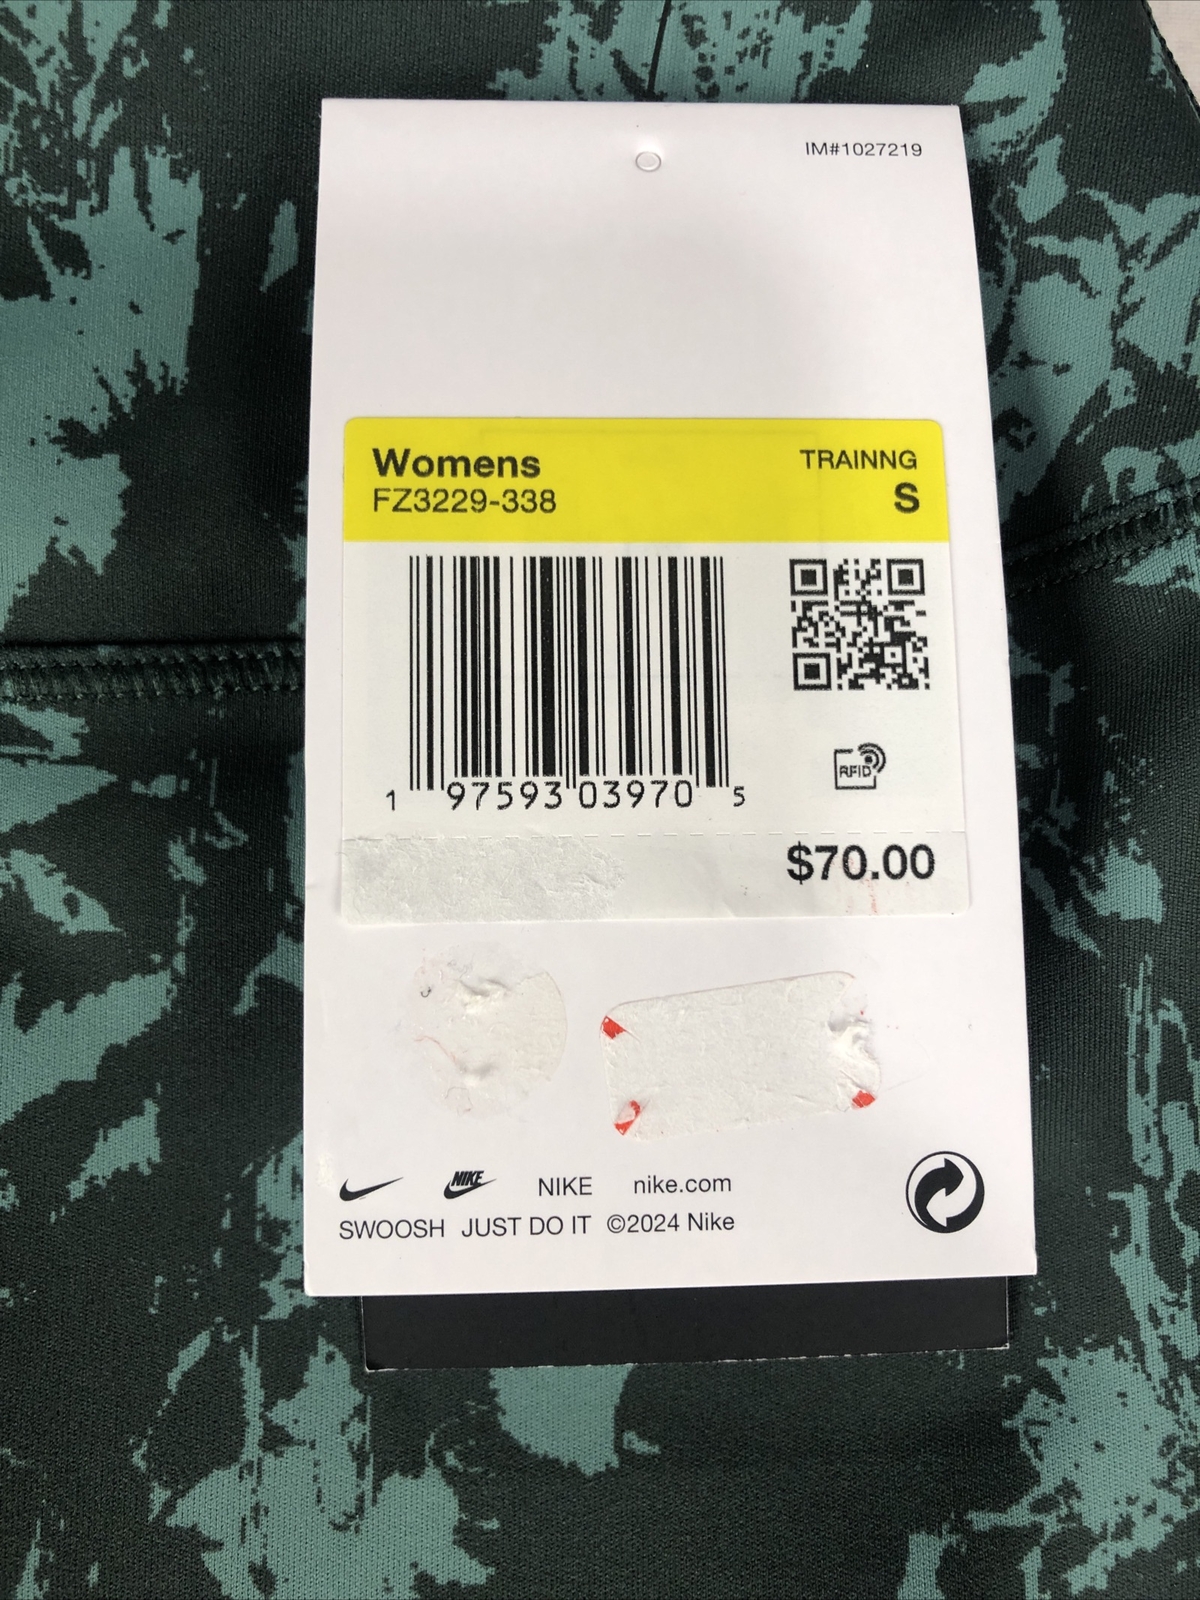 IM#1027219
Womens TRAINNG
FZ3229-338 S
1 97593 03970 5
RFID
$70.00
NIKE NIKE nike.com
SWOOSH JUST DO IT ©2024 Nike